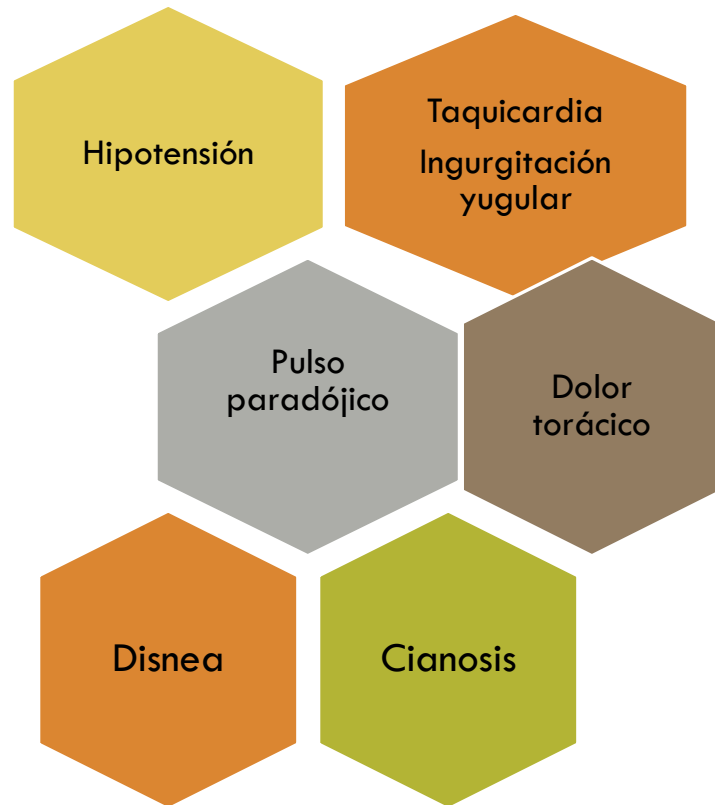 Hipotensión
Taquicardia
Ingurgitación
yugular
Pulso
paradójico
Dolor
torácico
Disnea
Cianosis